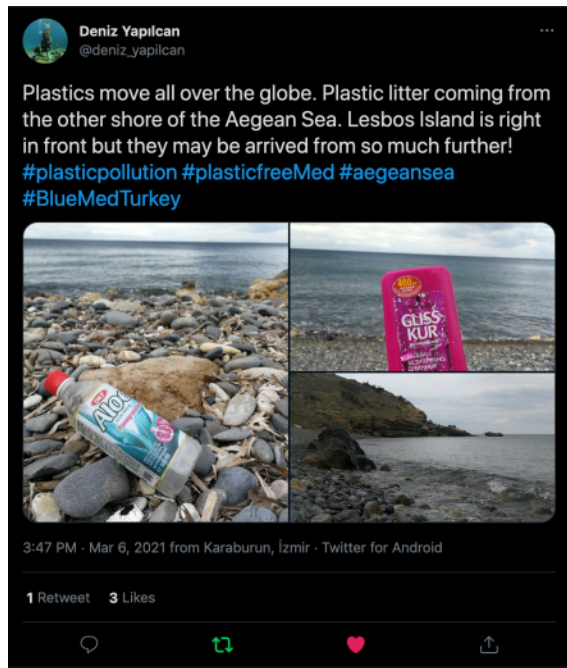 Deniz Yapılcan
@deniz_yapilcan
Plastics move all over the globe. Plastic litter coming from
the other shore of the Aegean Sea. Lesbos Island is right
in front but they may be arrived from so much further!
#plasticpollution #plasticfreeMed #aegeansea
#BlueMedTurkey
Aloe
400
GLISS
KUR
3:47 PM · Mar 6, 2021 from Karaburun, İzmir · Twitter for Android
1 Retweet 3 Likes